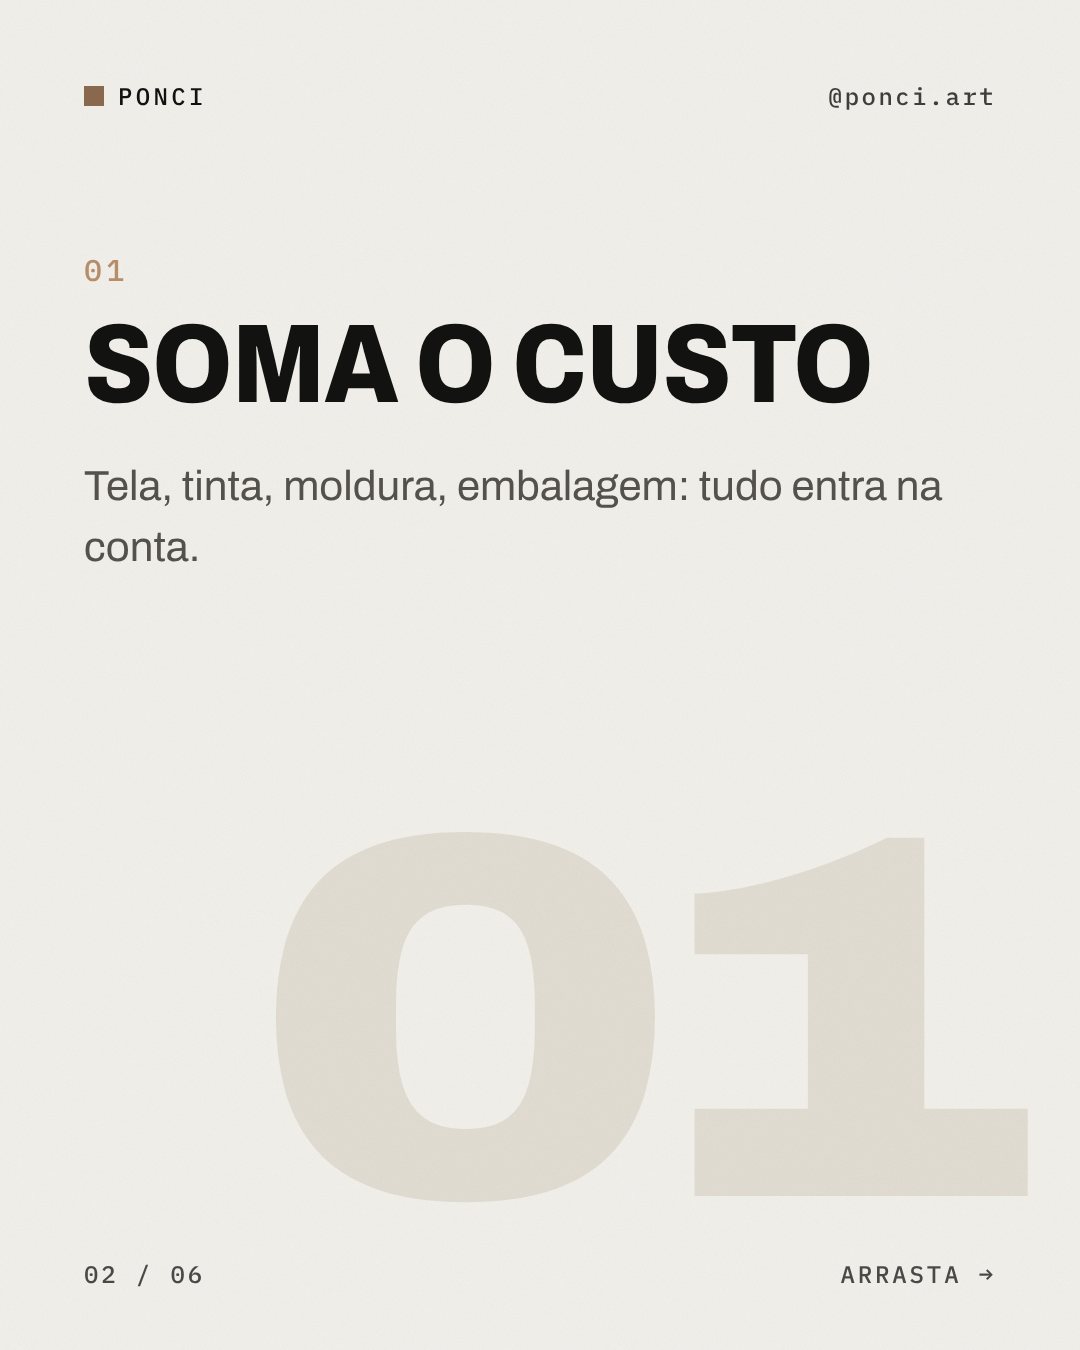 PONCI
@ponci.art
01
SOMA O CUSTO
Tela, tinta, moldura, embalagem: tudo entra na
conta.
01
02 / 06
ARRASTA →